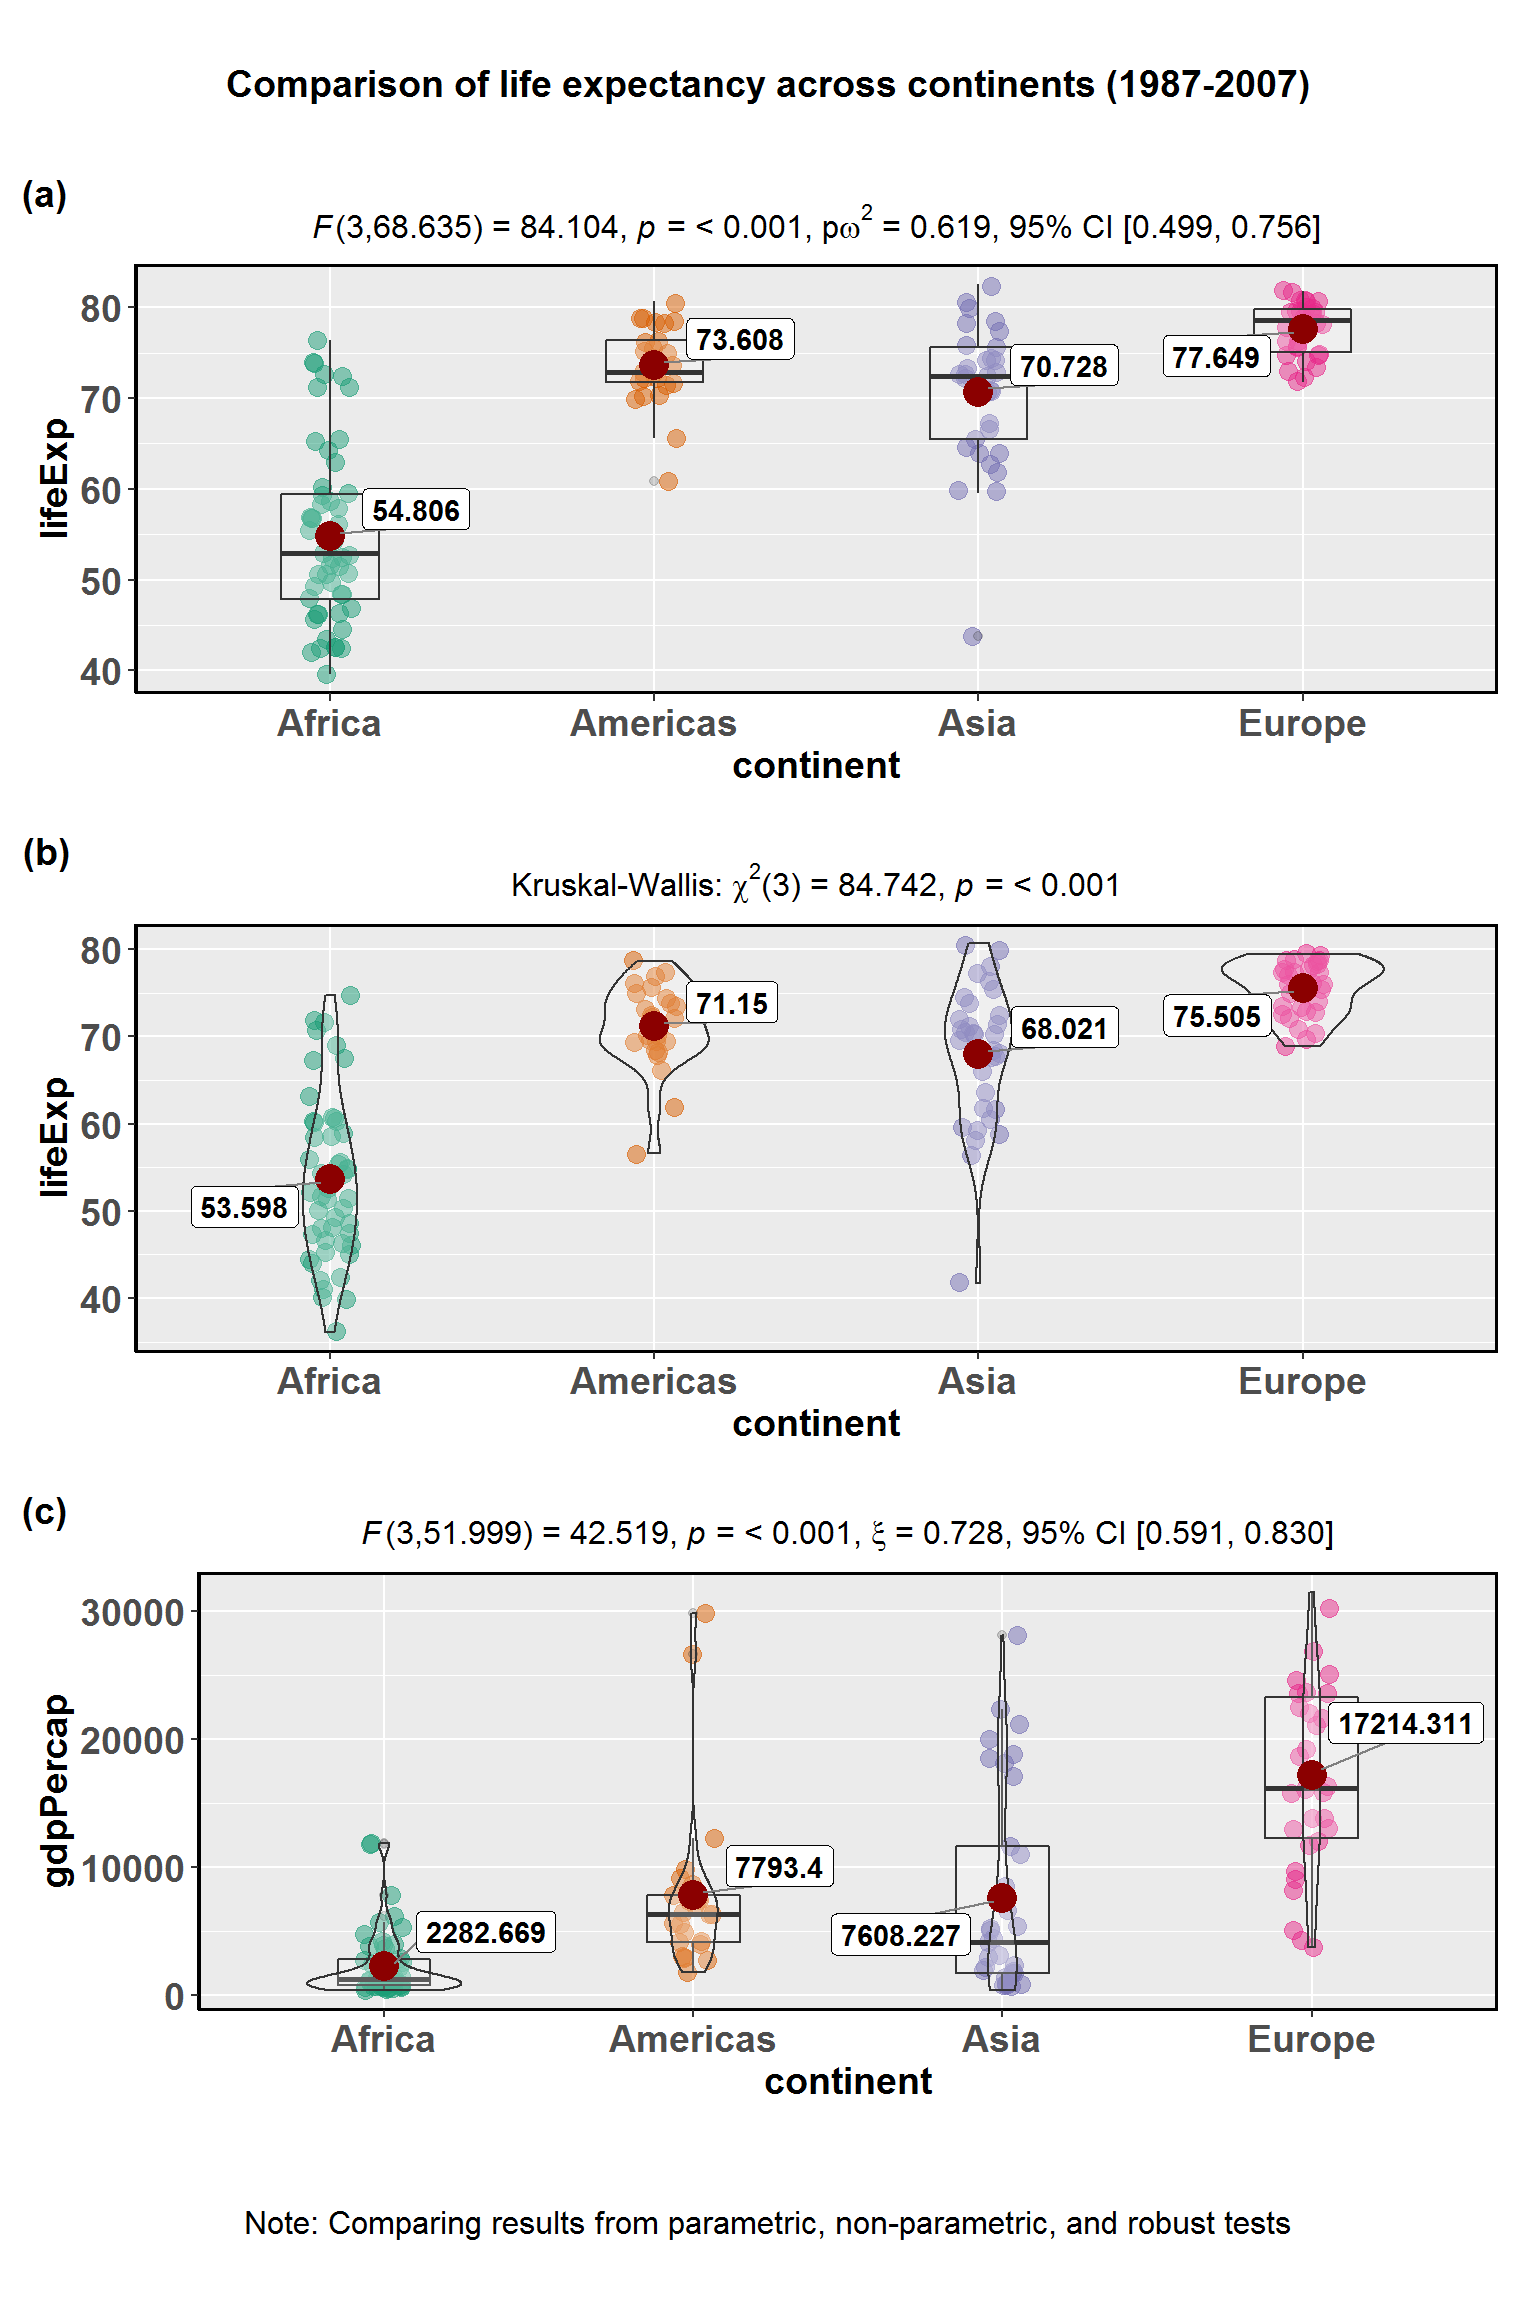 Comparison of life expectancy across continents (1987-2007)
(a)
F(3,68.635) = 84.104, p = < 0.001, pω² = 0.619, 95% CI [0.499, 0.756]
lifeExp
80
70
60
50
40
54.806
73.608
70.728
77.649
Africa Americas Asia Europe
continent
(b)
Kruskal-Wallis: χ²(3) = 84.742, p = < 0.001
lifeExp
80
70
60
50
40
53.598
71.15
68.021
75.505
Africa Americas Asia Europe
continent
(c)
F(3,51.999) = 42.519, p = < 0.001, ξ = 0.728, 95% CI [0.591, 0.830]
gdpPercap
30000
20000
10000
0
2282.669
7793.4
7608.227
17214.311
Africa Americas Asia Europe
continent
Note: Comparing results from parametric, non-parametric, and robust tests